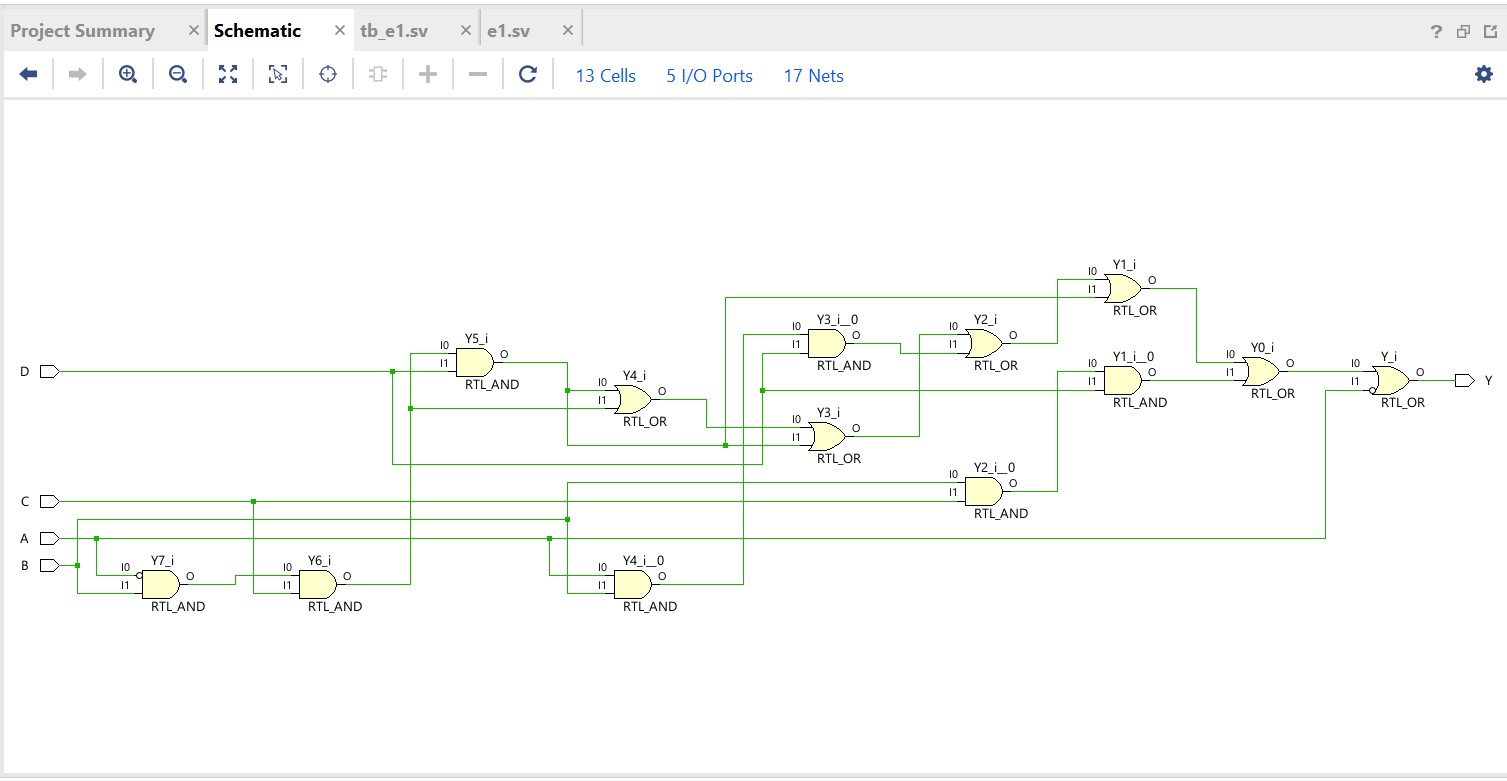 Project Summary × Schematic × tb_e1.sv × e1.sv × ?
13 Cells 5 I/O Ports 17 Nets
Y1_i
I0 O
I1
RTL_OR
Y3_i__0
I0 O
I1
RTL_AND
Y2_i
I0 O
I1
RTL_OR
Y5_i
I0 O
I1
RTL_AND
Y1_i__0
I0 O
I1
RTL_AND
Y0_i
I0 O
I1
RTL_OR
Y_i
I0 O
I1
RTL_OR
Y
D
Y4_i
I0 O
I1
RTL_OR
Y3_i
I0 O
I1
RTL_OR
Y2_i__0
I0 O
I1
RTL_AND
C
A
B
Y7_i
I0 O
I1
RTL_AND
Y6_i
I0 O
I1
RTL_AND
Y4_i__0
I0 O
I1
RTL_AND